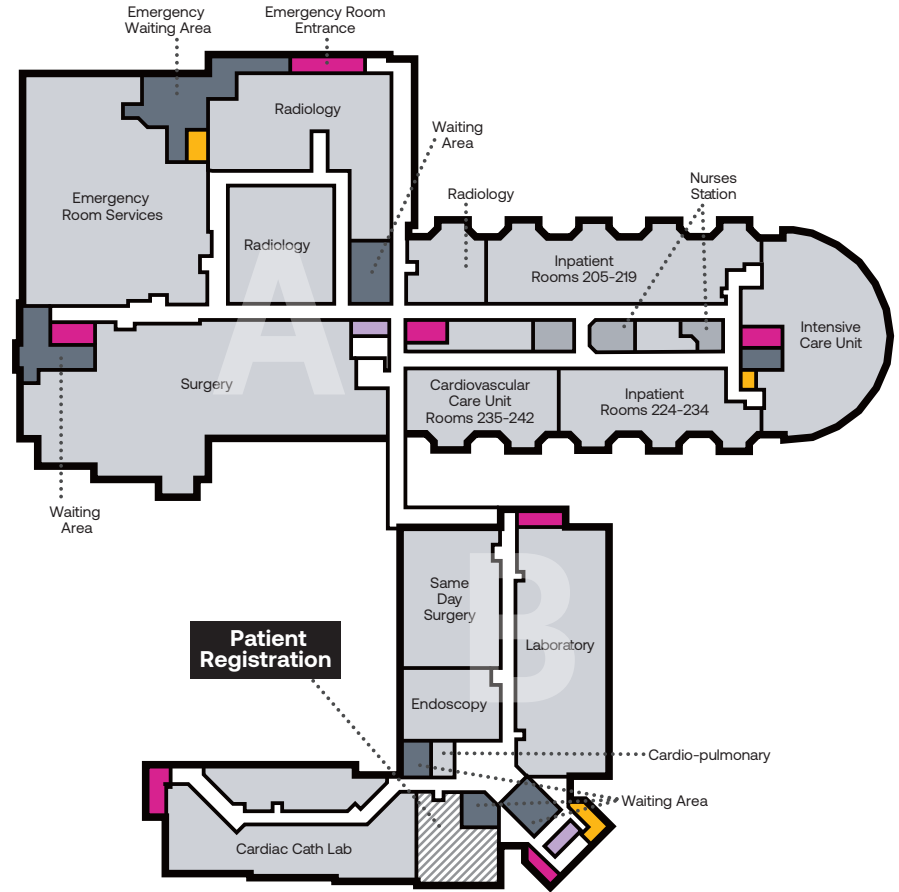 Emergency
Waiting Area
Emergency Room
Entrance
Radiology
Waiting
Area
Nurses
Station
Radiology
Emergency
Room Services
Radiology
Inpatient
Rooms 205-219
A
Intensive
Care Unit
Surgery
Cardiovascular
Care Unit
Rooms 235-242
Inpatient
Rooms 224-234
Waiting
Area
Same
Day
Surgery
B
Laboratory
Patient
Registration
Endoscopy
Cardio-pulmonary
Waiting Area
Cardiac Cath Lab